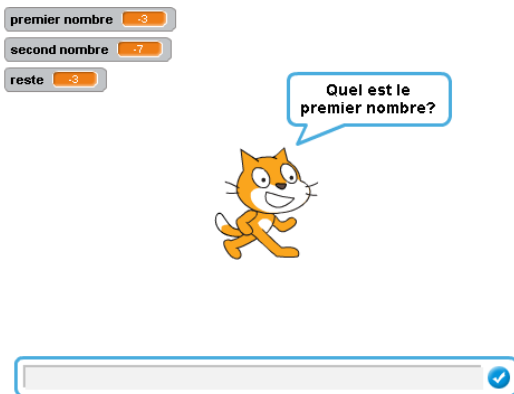 premier nombre -3
second nombre -7
reste -3
Quel est le
premier nombre?